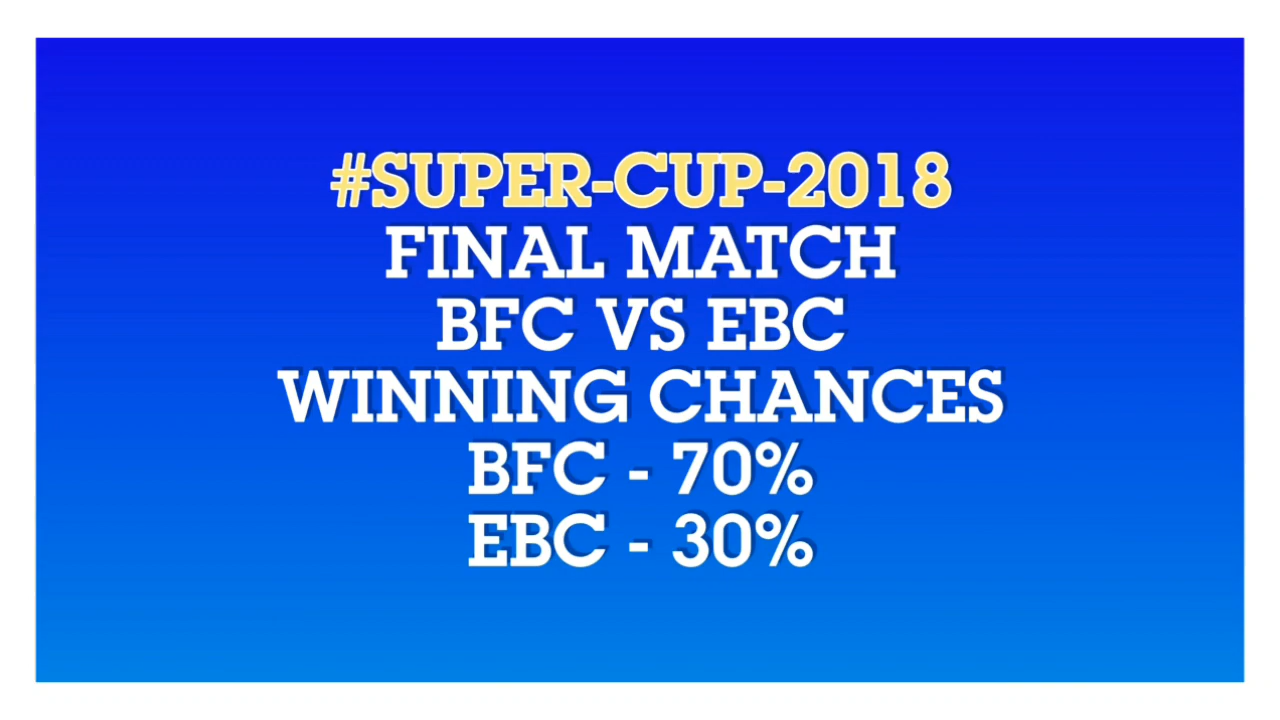 #SUPER-CUP-2018
FINAL MATCH
BFC VS EBC
WINNING CHANCES
BFC - 70%
EBC - 30%